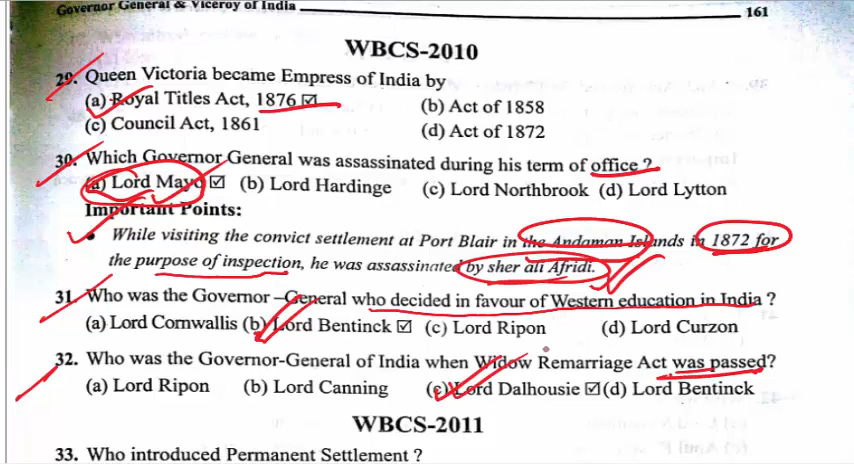 Governor General & Viceroy of India 161
WBCS-2010
29. Queen Victoria became Empress of India by
(a) Royal Titles Act, 1876 ☑ (b) Act of 1858
(c) Council Act, 1861 (d) Act of 1872
30. Which Governor General was assassinated during his term of office ?
(a) Lord Mayo ☑ (b) Lord Hardinge (c) Lord Northbrook (d) Lord Lytton
Important Points:
• While visiting the convict settlement at Port Blair in the Andaman Islands in 1872 for
the purpose of inspection, he was assassinated by sher ali Afridi.
31. Who was the Governor –General who decided in favour of Western education in India ?
(a) Lord Cornwallis (b) Lord Bentinck ☑ (c) Lord Ripon (d) Lord Curzon
32. Who was the Governor-General of India when Widow Remarriage Act was passed?
(a) Lord Ripon (b) Lord Canning (c) Lord Dalhousie ☑ (d) Lord Bentinck
WBCS-2011
33. Who introduced Permanent Settlement ?